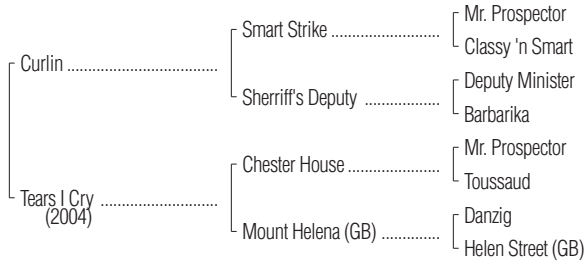 Mr. Prospector
Smart Strike ........................
Classy 'n Smart
Curlin .................................
Deputy Minister
Sherriff's Deputy ................
Barbarika
Mr. Prospector
Chester House ....................
Toussaud
Tears I Cry ..........................
(2004)
Danzig
Mount Helena (GB) .............
Helen Street (GB)